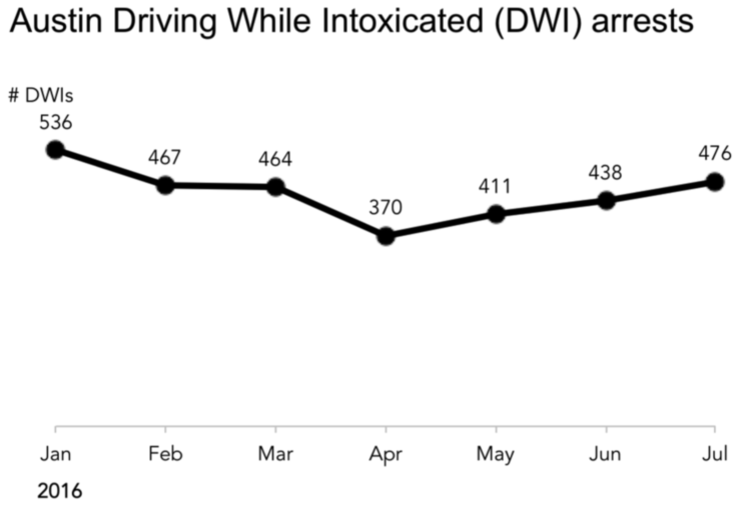 Austin Driving While Intoxicated (DWI) arrests
# DWIs
536
467
464
370
411
438
476
Jan Feb Mar Apr May Jun Jul
2016